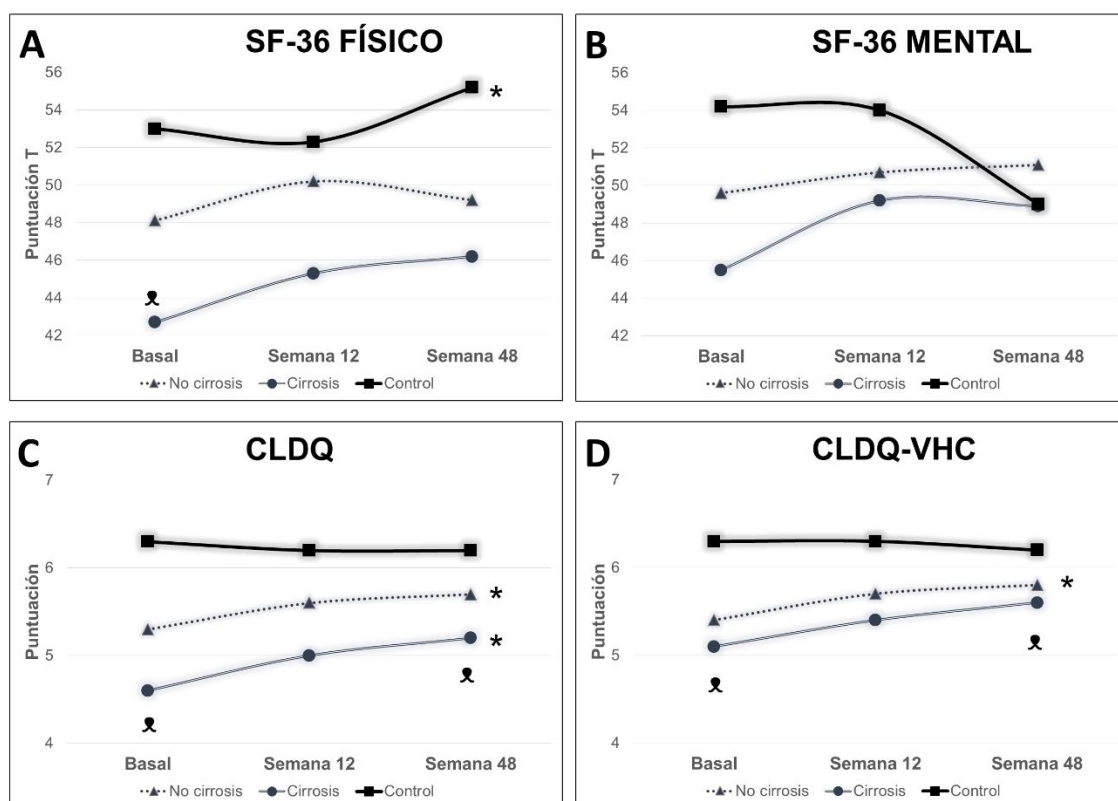 A
SF-36 FÍSICO
Puntuación T
56
54
52
50
48
46
44
42
*
ᴥ
Basal
Semana 12
Semana 48
No cirrosis
Cirrosis
Control
B
SF-36 MENTAL
Puntuación T
56
54
52
50
48
46
44
42
Basal
Semana 12
Semana 48
No cirrosis
Cirrosis
Control
C
CLDQ
Puntuación
7
6
5
4
*
*
ᴥ
ᴥ
Basal
Semana 12
Semana 48
No cirrosis
Cirrosis
Control
D
CLDQ-VHC
Puntuación
7
6
5
4
*
ᴥ
ᴥ
Basal
Semana 12
Semana 48
No cirrosis
Cirrosis
Control